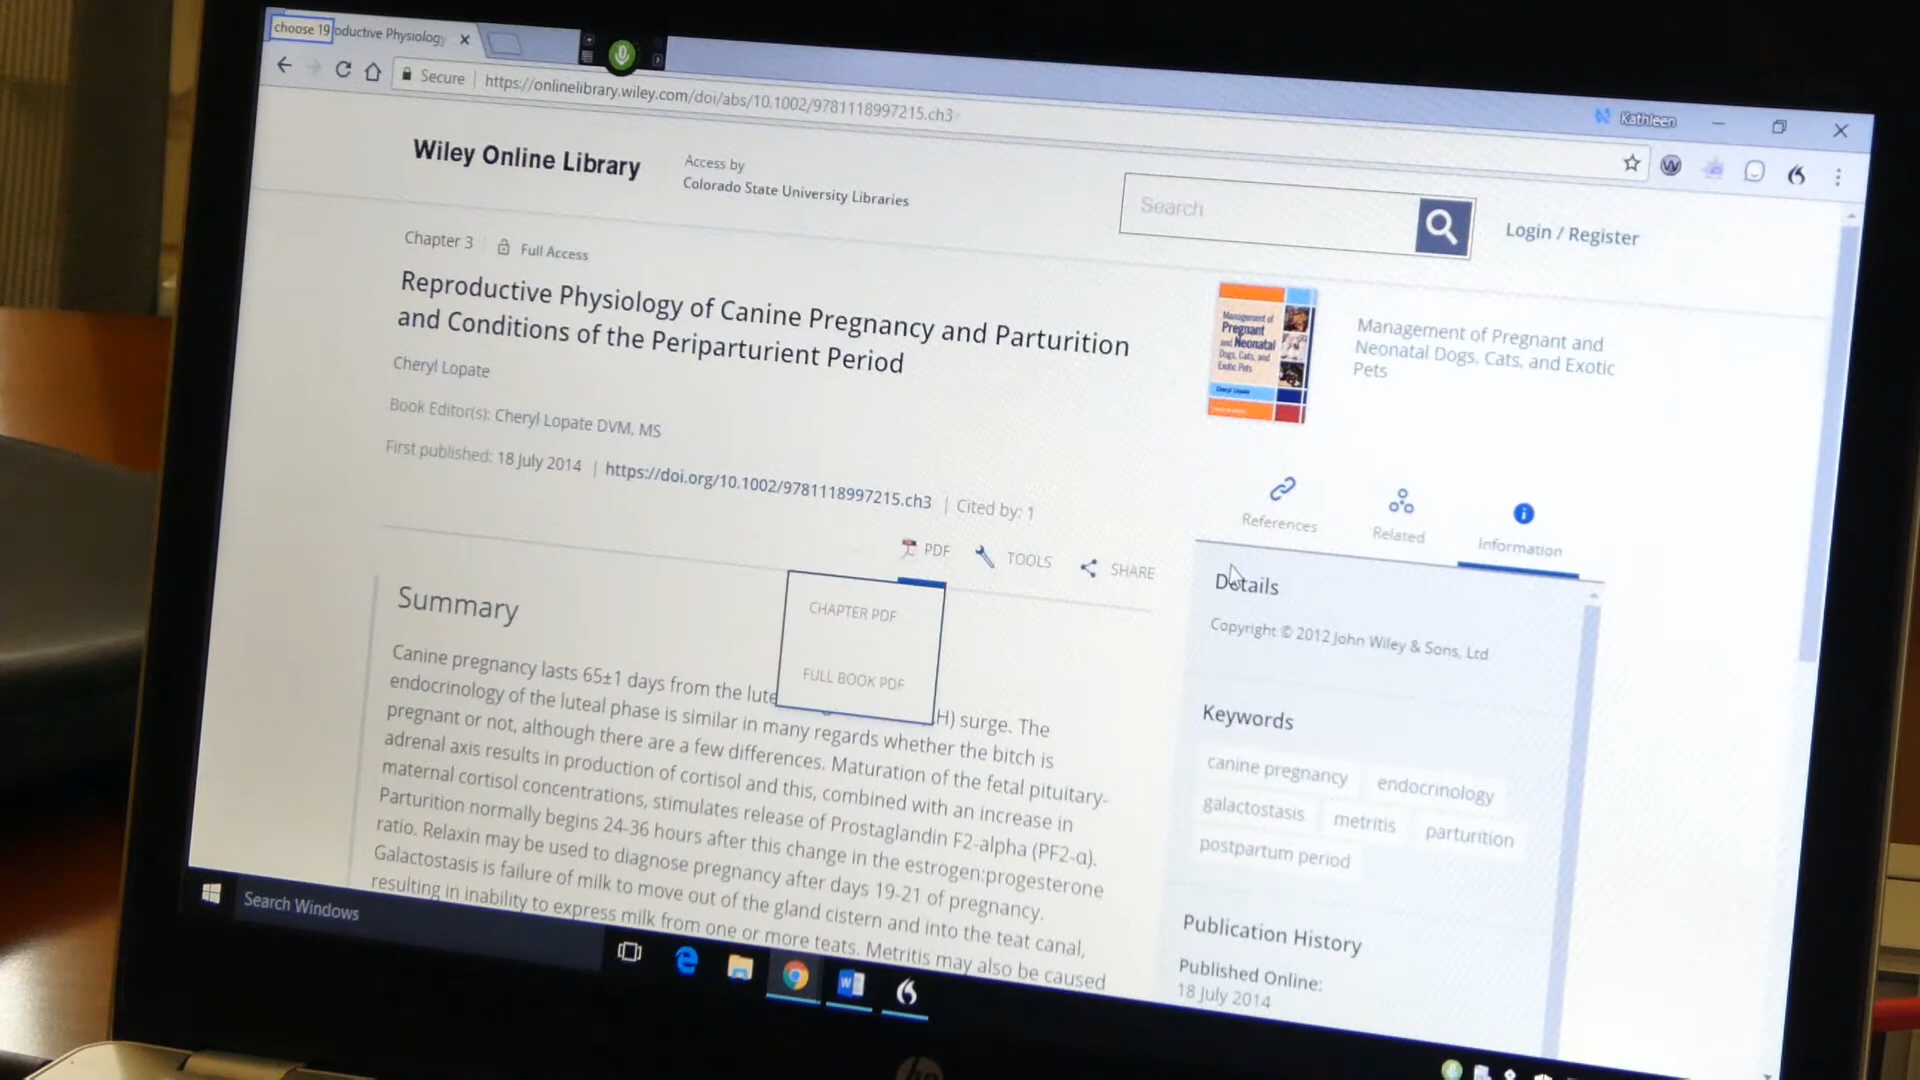 choose 19 oductive Physiology
Kathleen
Secure https://onlinelibrary.wiley.com/doi/abs/10.1002/9781118997215.ch3
Wiley Online Library
Access by
Colorado State University Libraries
Search
Login / Register
Chapter 3 Full Access
Reproductive Physiology of Canine Pregnancy and Parturition
and Conditions of the Periparturient Period
Cheryl Lopate
Book Editor(s): Cheryl Lopate DVM, MS
First published: 18 July 2014 | https://doi.org/10.1002/9781118997215.ch3 | Cited by: 1
Management of
Pregnant
and Neonatal
Dogs, Cats, and
Exotic Pets
Cheryl Lopate
Management of Pregnant and
Neonatal Dogs, Cats, and Exotic
Pets
PDF TOOLS SHARE
CHAPTER PDF
FULL BOOK PDF
Summary
Canine pregnancy lasts 65±1 days from the lute H) surge. The
endocrinology of the luteal phase is similar in many regards whether the bitch is
pregnant or not, although there are a few differences. Maturation of the fetal pituitary-
adrenal axis results in production of cortisol and this, combined with an increase in
maternal cortisol concentrations, stimulates release of Prostaglandin F2-alpha (PF2-α).
Parturition normally begins 24-36 hours after this change in the estrogen:progesterone
ratio. Relaxin may be used to diagnose pregnancy after days 19-21 of pregnancy.
Galactostasis is failure of milk to move out of the gland cistern and into the teat canal,
resulting in inability to express milk from one or more teats. Metritis may also be caused
References Related Information
Details
Copyright © 2012 John Wiley & Sons, Ltd
Keywords
canine pregnancy endocrinology
galactostasis metritis parturition
postpartum period
Publication History
Published Online:
18 July 2014
Search Windows